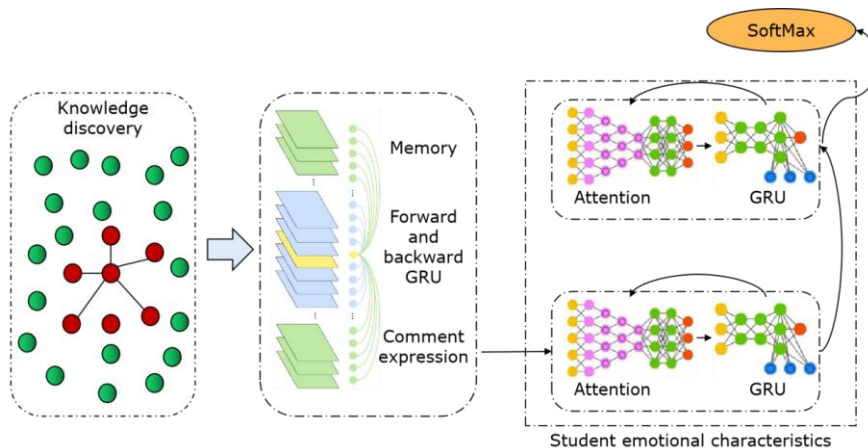 SoftMax
Knowledge
discovery
Memory
Forward
and
backward
GRU
Comment
expression
Attention
GRU
Attention
GRU
Student emotional characteristics